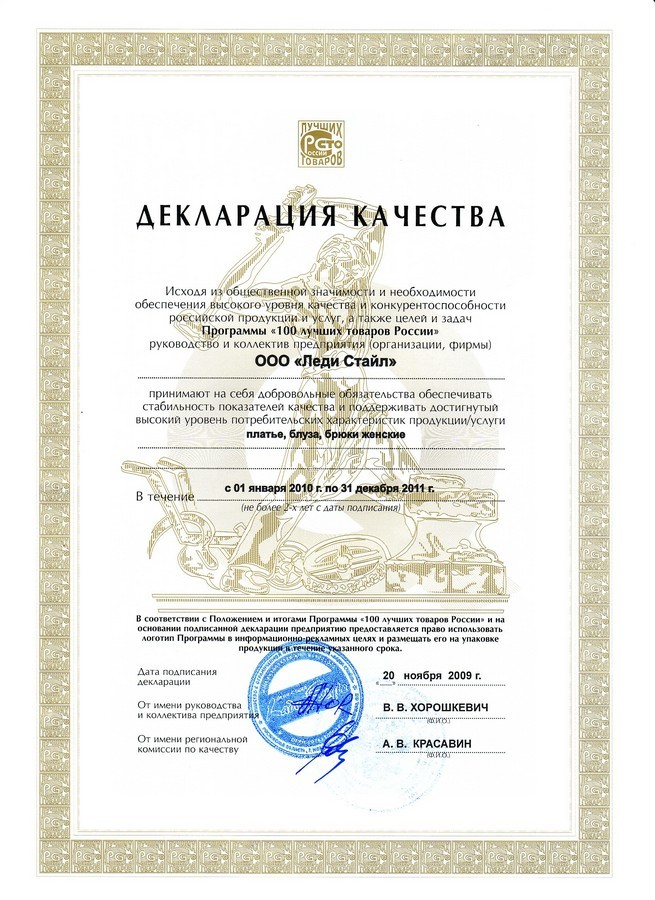 ЛУЧШИХ
СТО
РОССИИ
ТОВАРОВ
ДЕКЛАРАЦИЯ КАЧЕСТВА
Исходя из общественной значимости и необходимости
обеспечения высокого уровня качества и конкурентоспособности
российской продукции и услуг, а также целей и задач
Программы «100 лучших товаров России»
руководство и коллектив предприятия (организации, фирмы)
ООО «Леди Стайл»
принимают на себя добровольные обязательства обеспечивать
стабильность показателей качества и поддерживать достигнутый
высокий уровень потребительских характеристик продукции/услуги
платье, блуза, брюки женские
В течение с 01 января 2010 г. по 31 декабря 2011 г.
(не более 2-х лет с даты подписания)
В соответствии с Положением и итогами Программы «100 лучших товаров России» и на
основании подписанной декларации предприятию предоставляется право использовать
логотип Программы в информационно-рекламных целях и размещать его на упаковке
продукции в течение указанного срока.
Дата подписания
декларации
"20" ноября 2009 г.
От имени руководства
и коллектива предприятия
В. В. ХОРОШКЕВИЧ
(Ф.И.О.)
От имени региональной
комиссии по качеству
А. В. КРАСАВИН
(Ф.И.О.)